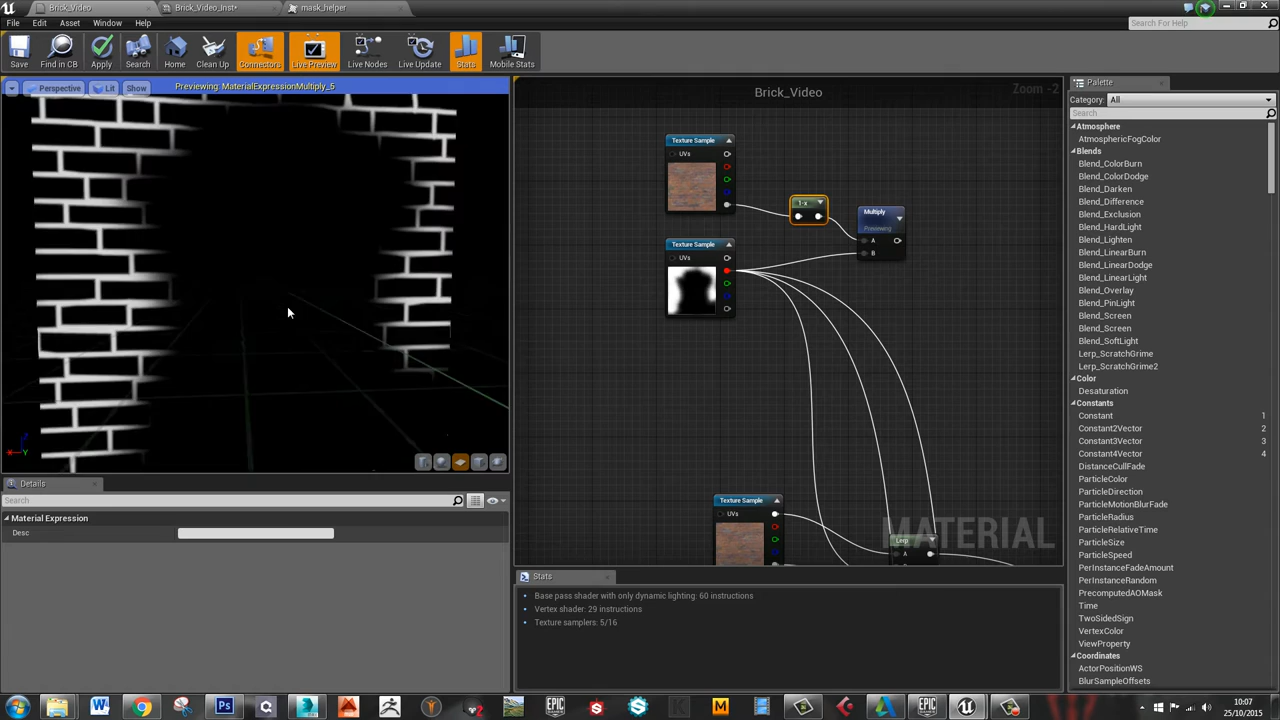 Brick_Video
Brick_Video_Inst*
mask_helper
File Edit Asset Window Help
Search For Help
Save
Find in CB
Apply
Search
Home
Clean Up
Connectors
Live Preview
Live Nodes
Live Update
Stats
Mobile Stats
Perspective
Lit
Show
Previewing: MaterialExpressionMultiply_5
Brick_Video
Zoom -2
Texture Sample
UVs
1-x
Multiply
Previewing
A
B
Texture Sample
UVs
Texture Sample
UVs
Lerp
A
MATERIAL
Details
Search
Material Expression
Desc
Stats
Base pass shader with only dynamic lighting: 60 instructions
Vertex shader: 29 instructions
Texture samplers: 5/16
Palette
Category: All
Search
Atmosphere
AtmosphericFogColor
Blends
Blend_ColorBurn
Blend_ColorDodge
Blend_Darken
Blend_Difference
Blend_Exclusion
Blend_HardLight
Blend_Lighten
Blend_LinearBurn
Blend_LinearDodge
Blend_LinearLight
Blend_Overlay
Blend_PinLight
Blend_Screen
Blend_Screen
Blend_SoftLight
Lerp_ScratchGrime
Lerp_ScratchGrime2
Color
Desaturation
Constants
Constant 1
Constant2Vector 2
Constant3Vector 3
Constant4Vector 4
DistanceCullFade
ParticleColor
ParticleDirection
ParticleMotionBlurFade
ParticleRadius
ParticleRelativeTime
ParticleSize
ParticleSpeed
PerInstanceFadeAmount
PerInstanceRandom
PrecomputedAOMask
Time
TwoSidedSign
VertexColor
ViewProperty
Coordinates
ActorPositionWS
BlurSampleOffsets
10:07
25/10/2015